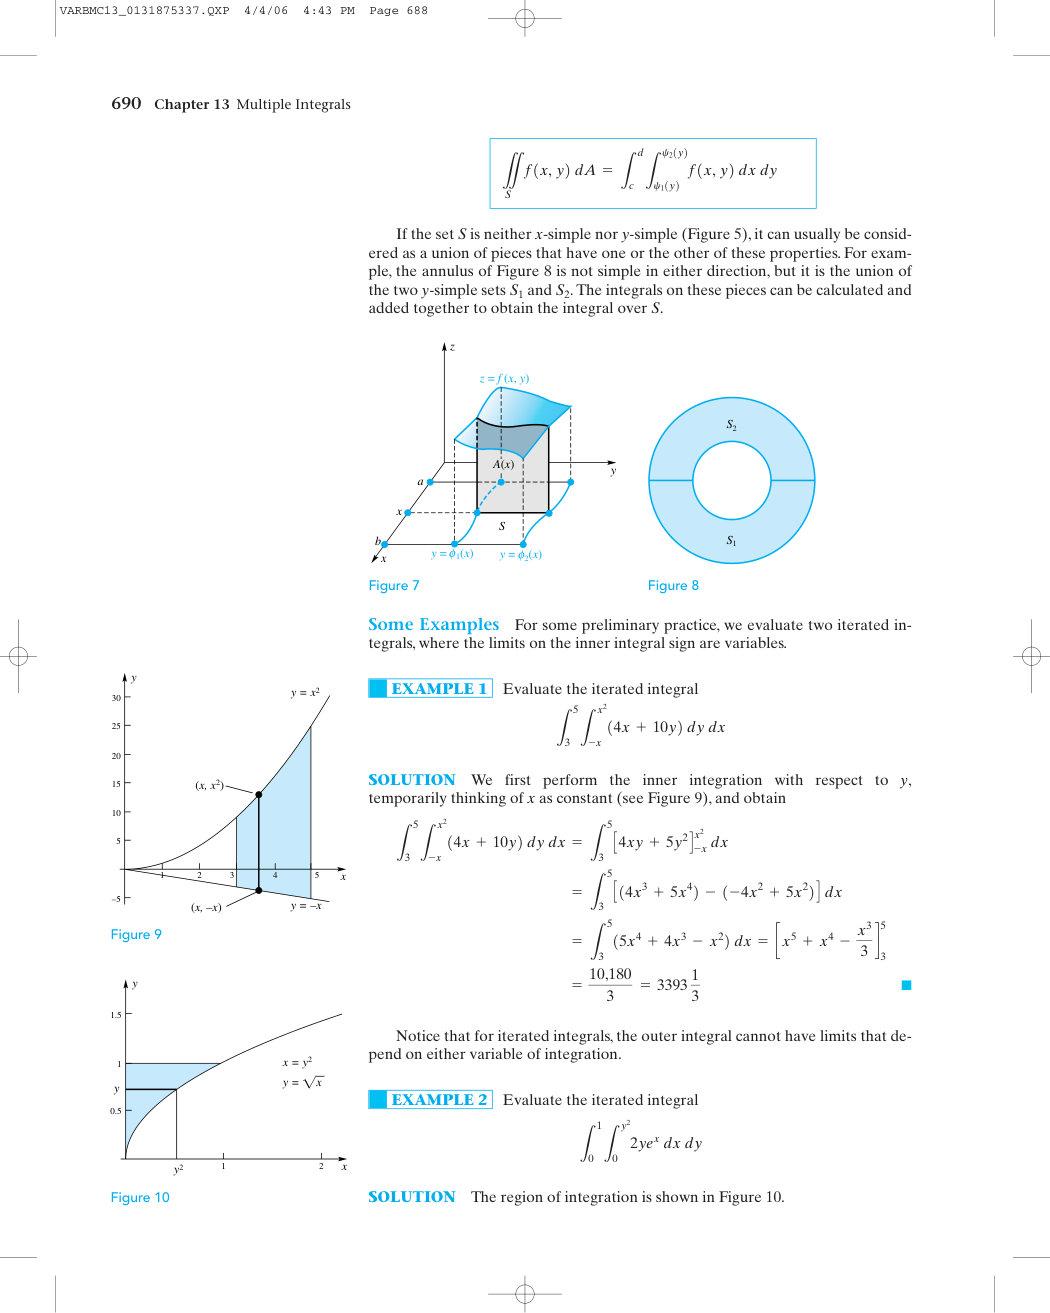 VARBMC13_0131875337.QXP 4/4/06 4:43 PM Page 688
690 Chapter 13 Multiple Integrals
∬_S f(x, y) dA = ∫_c^d ∫_{ψ₁(y)}^{ψ₂(y)} f(x, y) dx dy
If the set S is neither x-simple nor y-simple (Figure 5), it can usually be consid-
ered as a union of pieces that have one or the other of these properties. For exam-
ple, the annulus of Figure 8 is not simple in either direction, but it is the union of
the two y-simple sets S₁ and S₂. The integrals on these pieces can be calculated and
added together to obtain the integral over S.
z
z = f (x, y)
A(x)
y
a
x
S
b
x
y = ϕ₁(x) y = ϕ₂(x)
Figure 7
S₂
S₁
Figure 8
Some Examples For some preliminary practice, we evaluate two iterated in-
tegrals, where the limits on the inner integral sign are variables.
EXAMPLE 1 Evaluate the iterated integral
∫_3^5 ∫_{−x}^{x²} (4x + 10y) dy dx
SOLUTION We first perform the inner integration with respect to y,
temporarily thinking of x as constant (see Figure 9), and obtain
∫_3^5 ∫_{−x}^{x²} (4x + 10y) dy dx = ∫_3^5 [4xy + 5y²]_{−x}^{x²} dx
= ∫_3^5 [(4x³ + 5x⁴) − (−4x² + 5x²)] dx
= ∫_3^5 (5x⁴ + 4x³ − x²) dx = [x⁵ + x⁴ − x³/3]_3^5
= 10,180/3 = 3393 1/3
Notice that for iterated integrals, the outer integral cannot have limits that de-
pend on either variable of integration.
EXAMPLE 2 Evaluate the iterated integral
∫_0^1 ∫_0^{y²} 2yeˣ dx dy
SOLUTION The region of integration is shown in Figure 10.
y
30
y = x²
25
20
15
(x, x²)
10
5
1 2 3 4 5 x
–5
(x, –x)
y = –x
Figure 9
y
1.5
1
x = y²
y = √x
y
0.5
y² 1 2 x
Figure 10